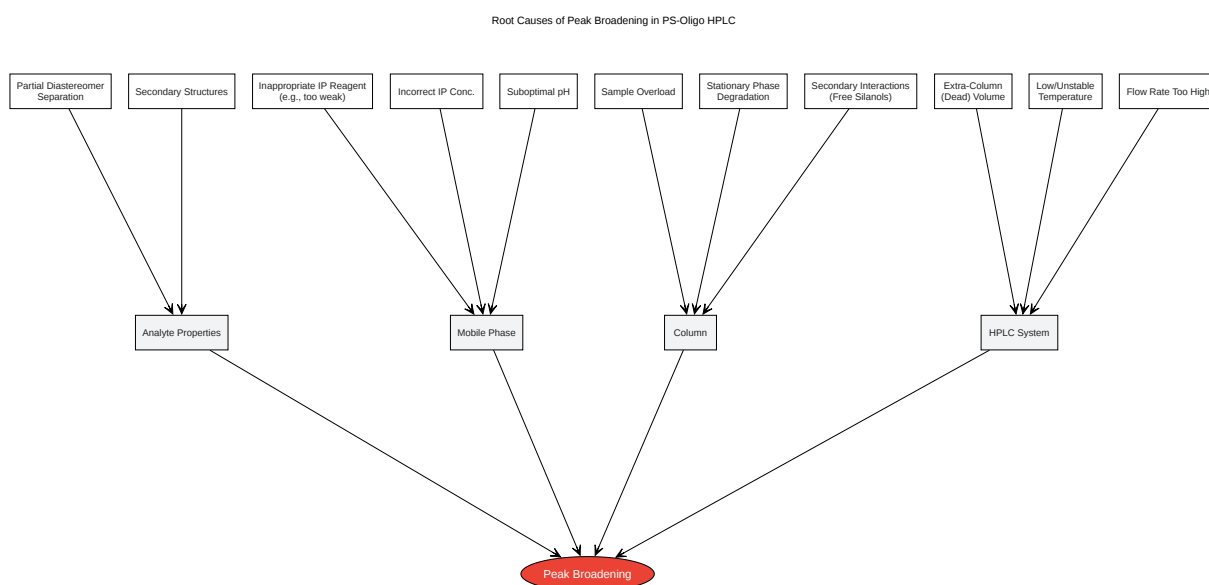 Root Causes of Peak Broadening in PS-Oligo HPLC
Partial Diastereomer
Separation
Secondary Structures
Inappropriate IP Reagent
(e.g., too weak)
Incorrect IP Conc.
Suboptimal pH
Sample Overload
Stationary Phase
Degradation
Secondary Interactions
(Free Silanols)
Extra-Column
(Dead) Volume
Low/Unstable
Temperature
Flow Rate Too High
Analyte Properties
Mobile Phase
Column
HPLC System
Peak Broadening